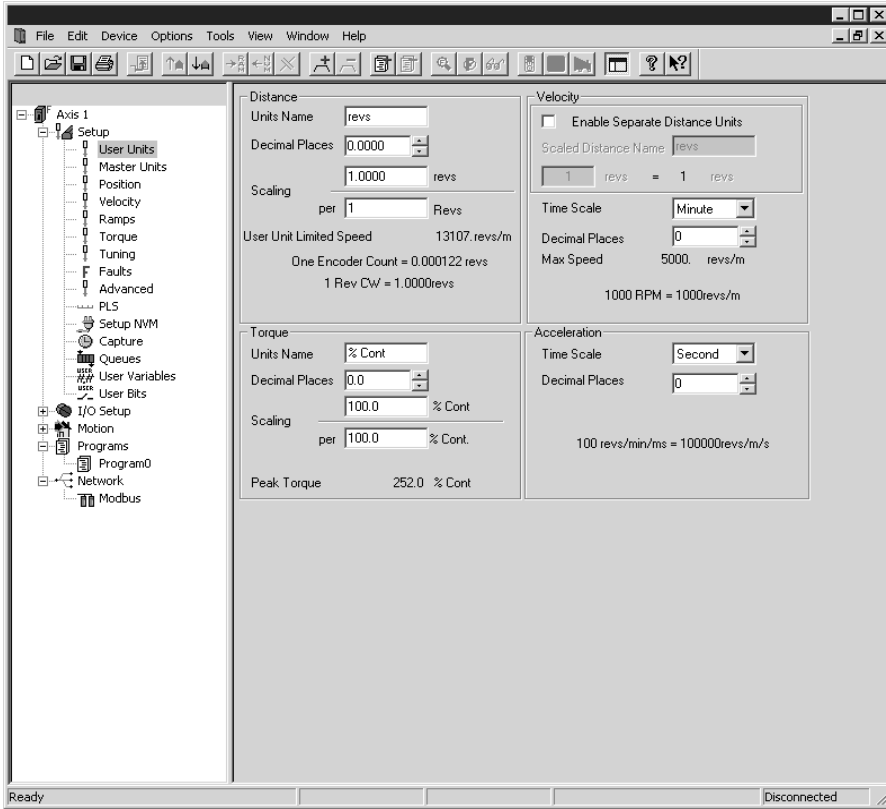 File Edit Device Options Tools View Window Help
Axis 1
Setup
User Units
Master Units
Position
Velocity
Ramps
Torque
Tuning
F Faults
Advanced
PLS
Setup NVM
Capture
Queues
USER #,# User Variables
USER User Bits
I/O Setup
Motion
Programs
Program0
Network
Modbus
Distance
Units Name revs
Decimal Places 0.0000
Scaling
1.0000 revs
per 1 Revs
User Unit Limited Speed 13107. revs/m
One Encoder Count = 0.000122 revs
1 Rev CW = 1.0000revs
Velocity
Enable Separate Distance Units
Scaled Distance Name revs
1 revs = 1 revs
Time Scale Minute
Decimal Places 0
Max Speed 5000. revs/m
1000 RPM = 1000revs/m
Torque
Units Name % Cont
Decimal Places 0.0
Scaling
100.0 % Cont
per 100.0 % Cont.
Peak Torque 252.0 % Cont
Acceleration
Time Scale Second
Decimal Places 0
100 revs/min/ms = 100000revs/m/s
Ready
Disconnected